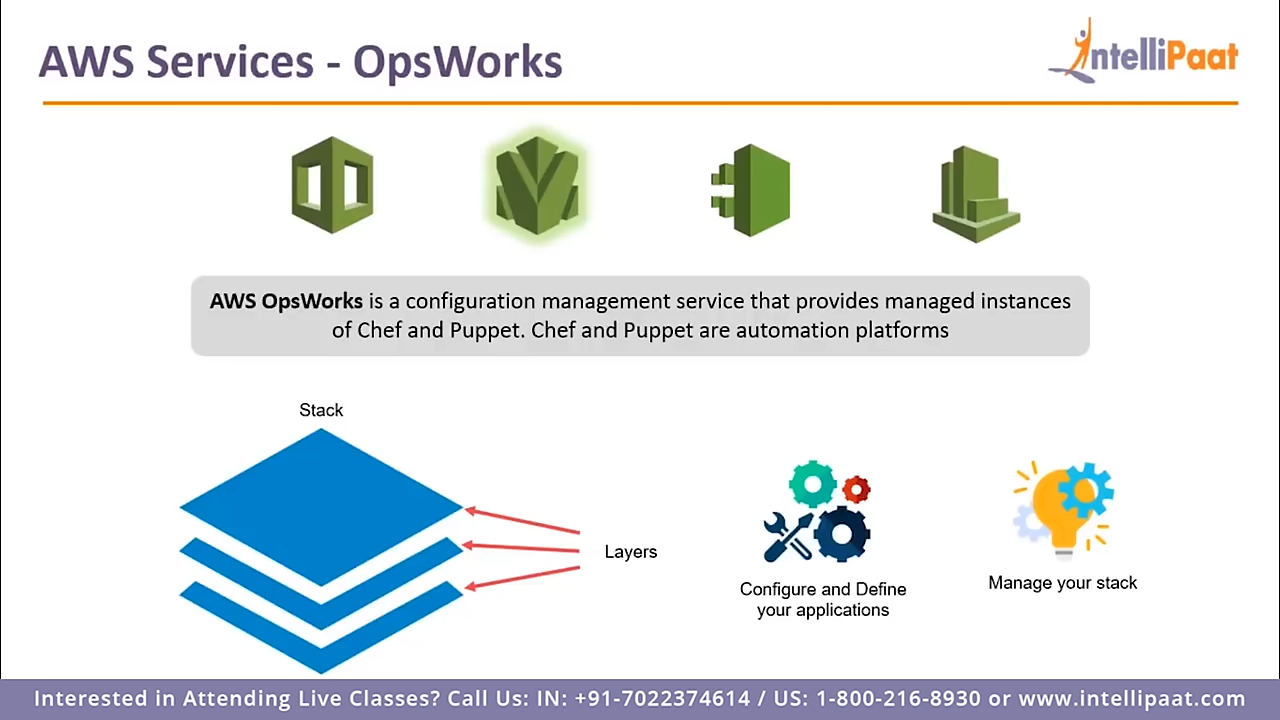 AWS Services - OpsWorks
IntelliPaat
AWS OpsWorks is a configuration management service that provides managed instances
of Chef and Puppet. Chef and Puppet are automation platforms
Stack
Layers
Configure and Define
your applications
Manage your stack
Interested in Attending Live Classes? Call Us: IN: +91-7022374614 / US: 1-800-216-8930 or www.intellipaat.com